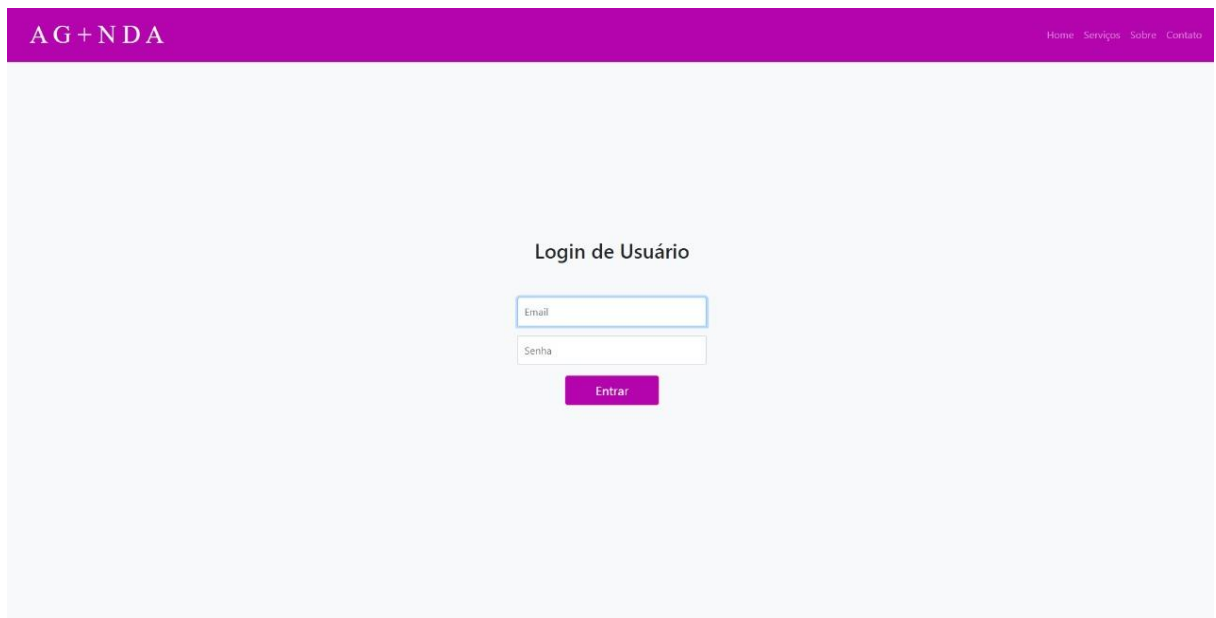 AG+NDA
Home Serviços Sobre Contato
Login de Usuário
Email
Senha
Entrar